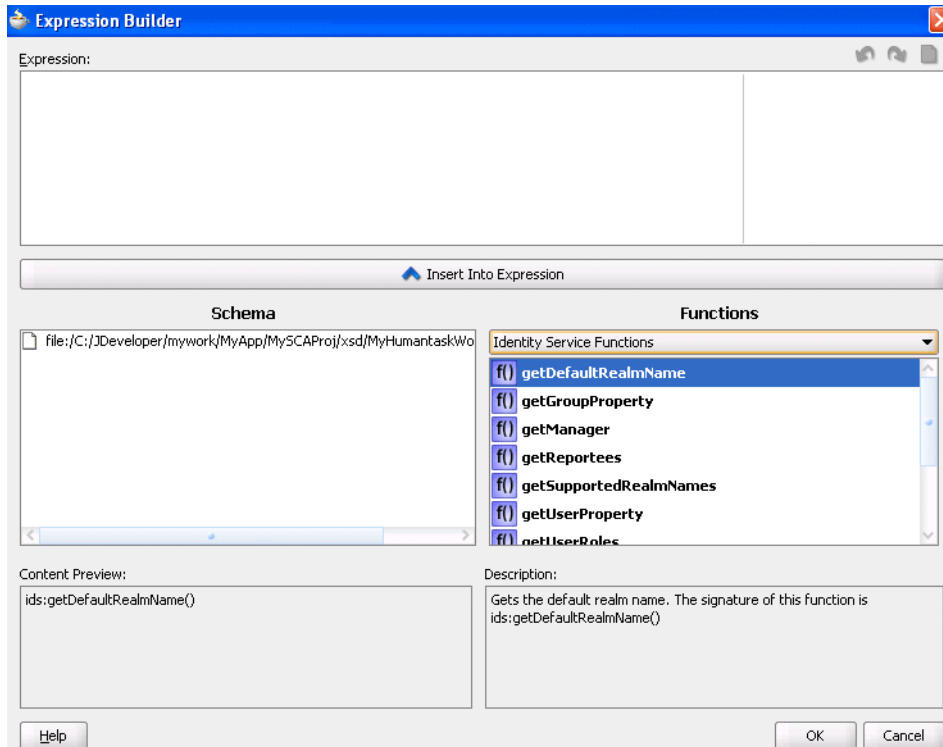 Expression Builder
Expression:
Insert Into Expression
Schema
Functions
file:/C:/JDeveloper/mywork/MyApp/MySCAProj/xsd/MyHumantaskWo
Identity Service Functions
f() getDefaultRealmName
f() getGroupProperty
f() getManager
f() getReportees
f() getSupportedRealmNames
f() getUserProperty
f() getUserRoles
Content Preview:
Description:
ids:getDefaultRealmName()
Gets the default realm name. The signature of this function is
ids:getDefaultRealmName()
Help
OK
Cancel